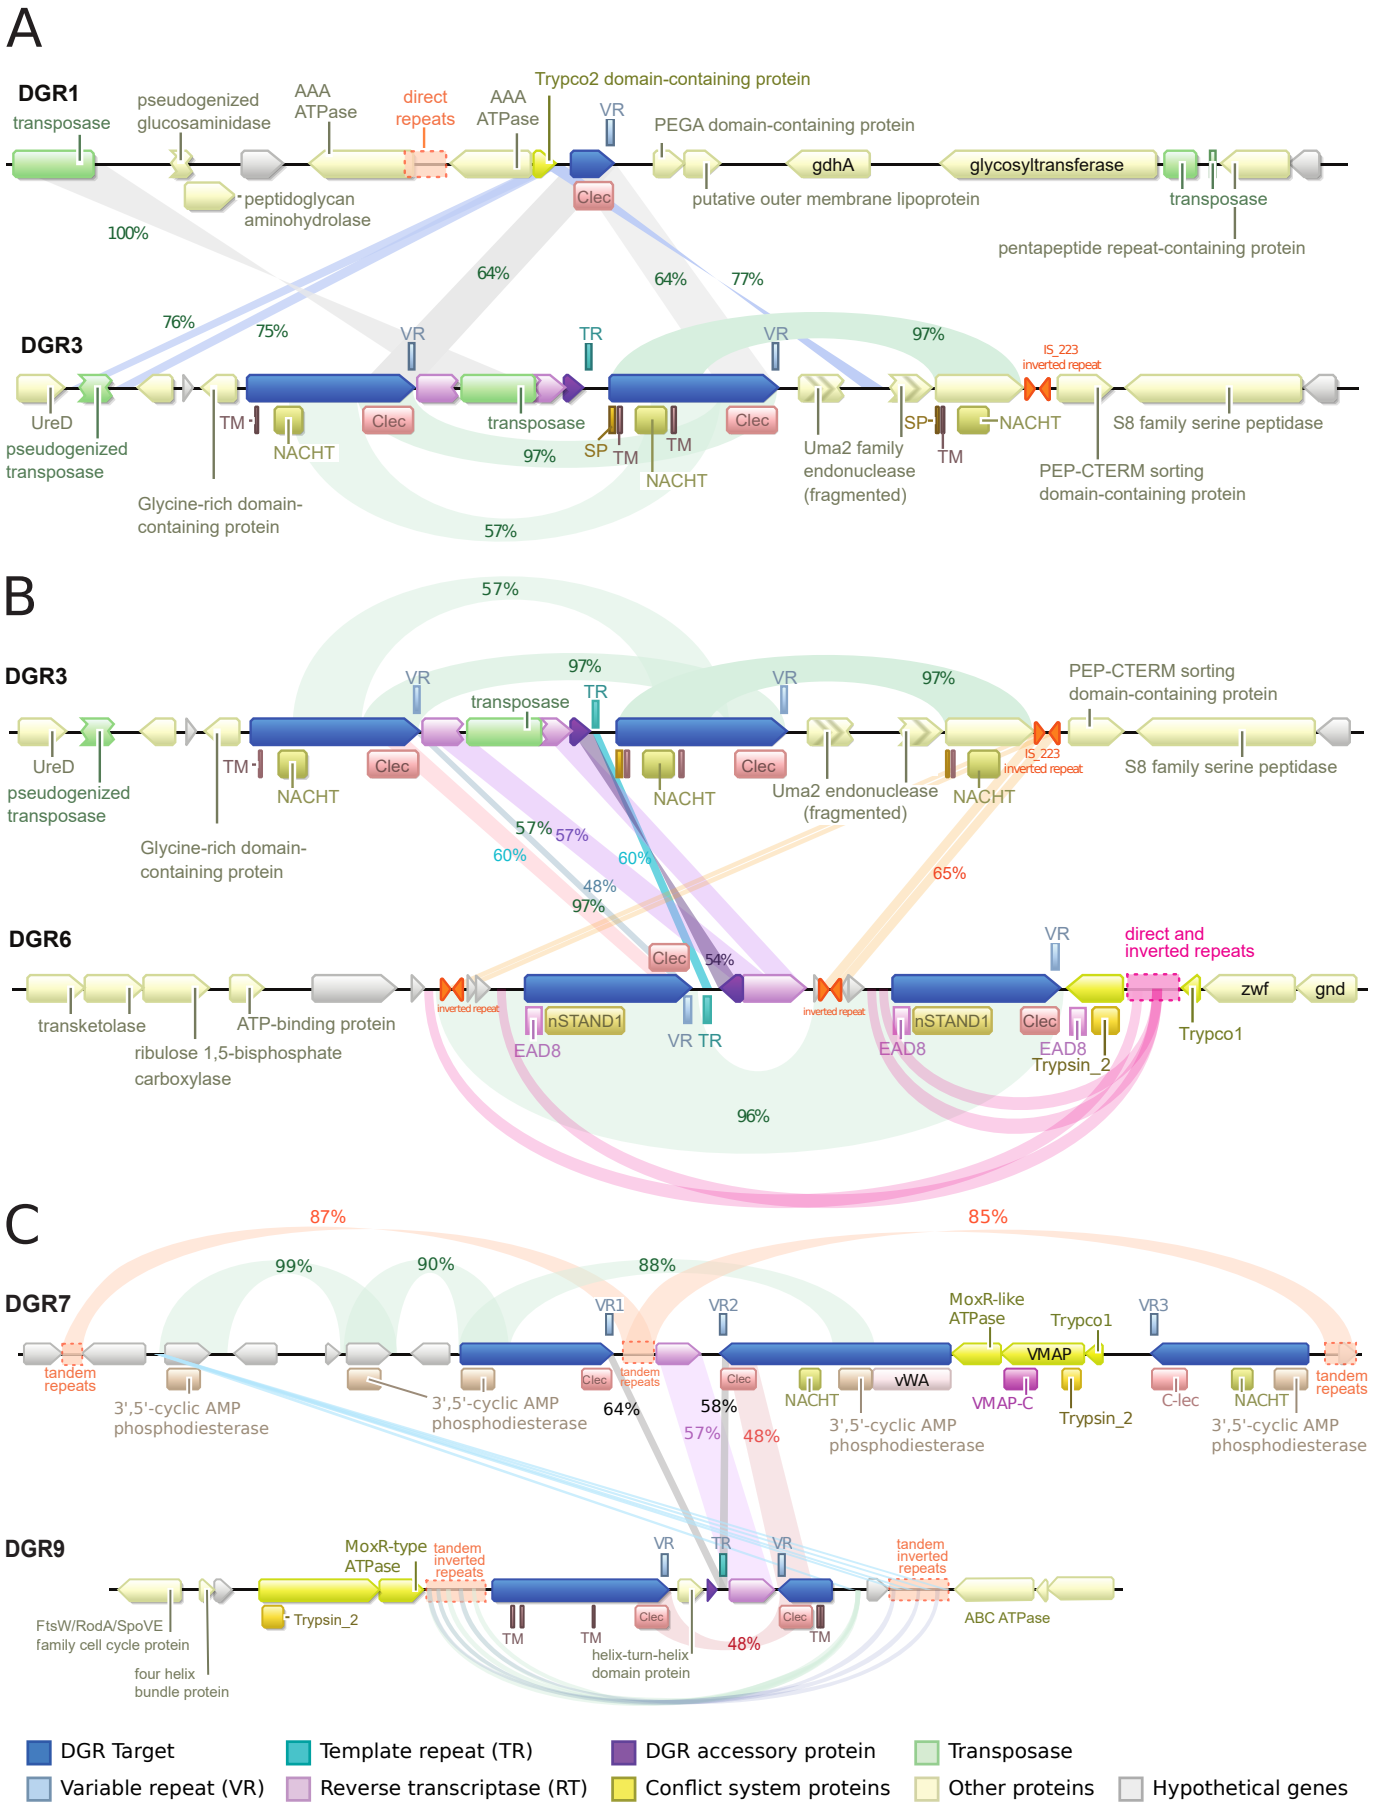 A
DGR1
transposase
pseudogenized
glucosaminidase
AAA
ATPase
direct
repeats
AAA
ATPase
Trypco2 domain-containing protein
VR
PEGA domain-containing protein
gdhA
glycosyltransferase
Clec
peptidoglycan
aminohydrolase
putative outer membrane lipoprotein
transposase
pentapeptide repeat-containing protein
100%
64%
64%
77%
76%
75%
97%
DGR3
VR
TR
VR
IS_223
inverted repeat
UreD
pseudogenized
transposase
TM
NACHT
Clec
transposase
SP
TM
NACHT
TM
Clec
Uma2 family
endonuclease
(fragmented)
SP
TM
NACHT
S8 family serine peptidase
PEP-CTERM sorting
domain-containing protein
Glycine-rich domain-
containing protein
97%
57%
B
57%
97%
97%
DGR3
VR
transposase
TR
VR
PEP-CTERM sorting
domain-containing protein
UreD
pseudogenized
transposase
TM
NACHT
Clec
NACHT
Clec
Uma2 endonuclease
(fragmented)
NACHT
IS_223
inverted repeat
S8 family serine peptidase
Glycine-rich domain-
containing protein
57%
57%
60%
60%
48%
97%
65%
54%
DGR6
Clec
VR
direct and
inverted repeats
zwf
gnd
transketolase
ribulose 1,5-bisphosphate
carboxylase
ATP-binding protein
inverted repeat
EAD8
nSTAND1
VR
TR
inverted repeat
EAD8
nSTAND1
Clec
EAD8
Trypsin_2
Trypco1
96%
C
87%
85%
99%
90%
88%
DGR7
VR1
VR2
MoxR-like
ATPase
Trypco1
VR3
VMAP
tandem
repeats
3',5'-cyclic AMP
phosphodiesterase
3',5'-cyclic AMP
phosphodiesterase
Clec
tandem
repeats
Clec
NACHT
vWA
3',5'-cyclic AMP
phosphodiesterase
VMAP-C
Trypsin_2
C-lec
NACHT
3',5'-cyclic AMP
phosphodiesterase
tandem
repeats
64%
58%
57%
48%
DGR9
MoxR-type
ATPase
tandem
inverted
repeats
VR
TR
VR
tandem
inverted
repeats
FtsW/RodA/SpoVE
family cell cycle protein
four helix
bundle protein
Trypsin_2
TM
TM
Clec
helix-turn-helix
domain protein
Clec
TM
48%
ABC ATPase
DGR Target
Template repeat (TR)
DGR accessory protein
Transposase
Variable repeat (VR)
Reverse transcriptase (RT)
Conflict system proteins
Other proteins
Hypothetical genes